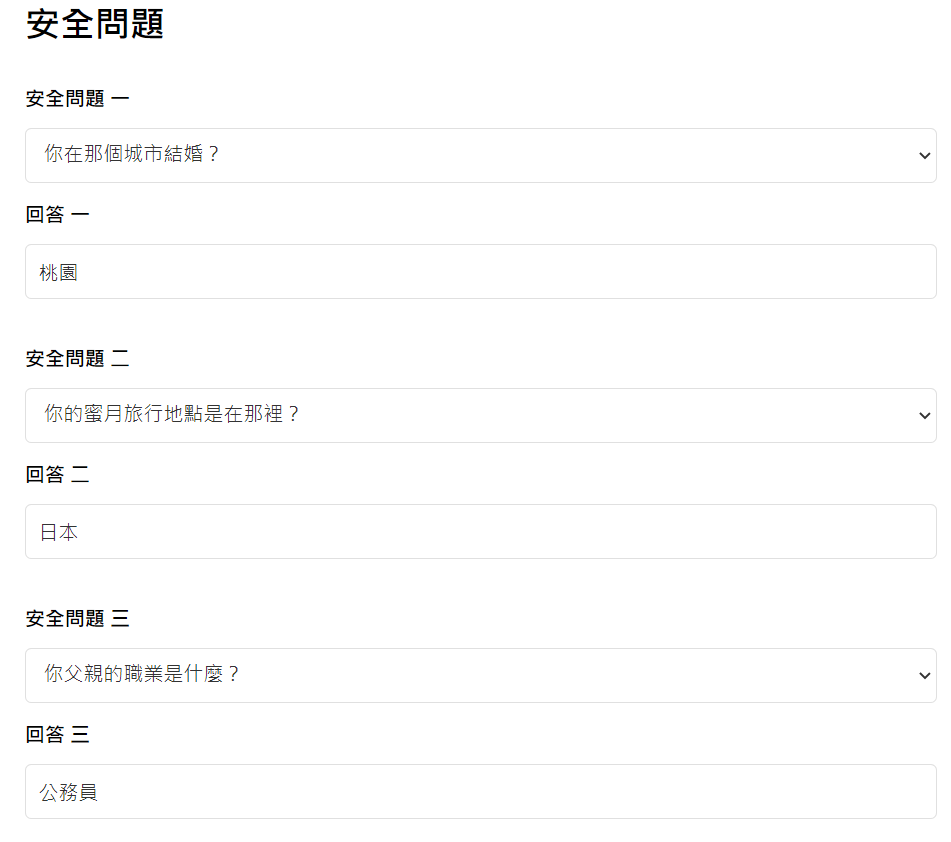 安全問題
安全問題 一
你在那個城市結婚？
回答 一
桃園
安全問題 二
你的蜜月旅行地點是在那裡？
回答 二
日本
安全問題 三
你父親的職業是什麼？
回答 三
公務員